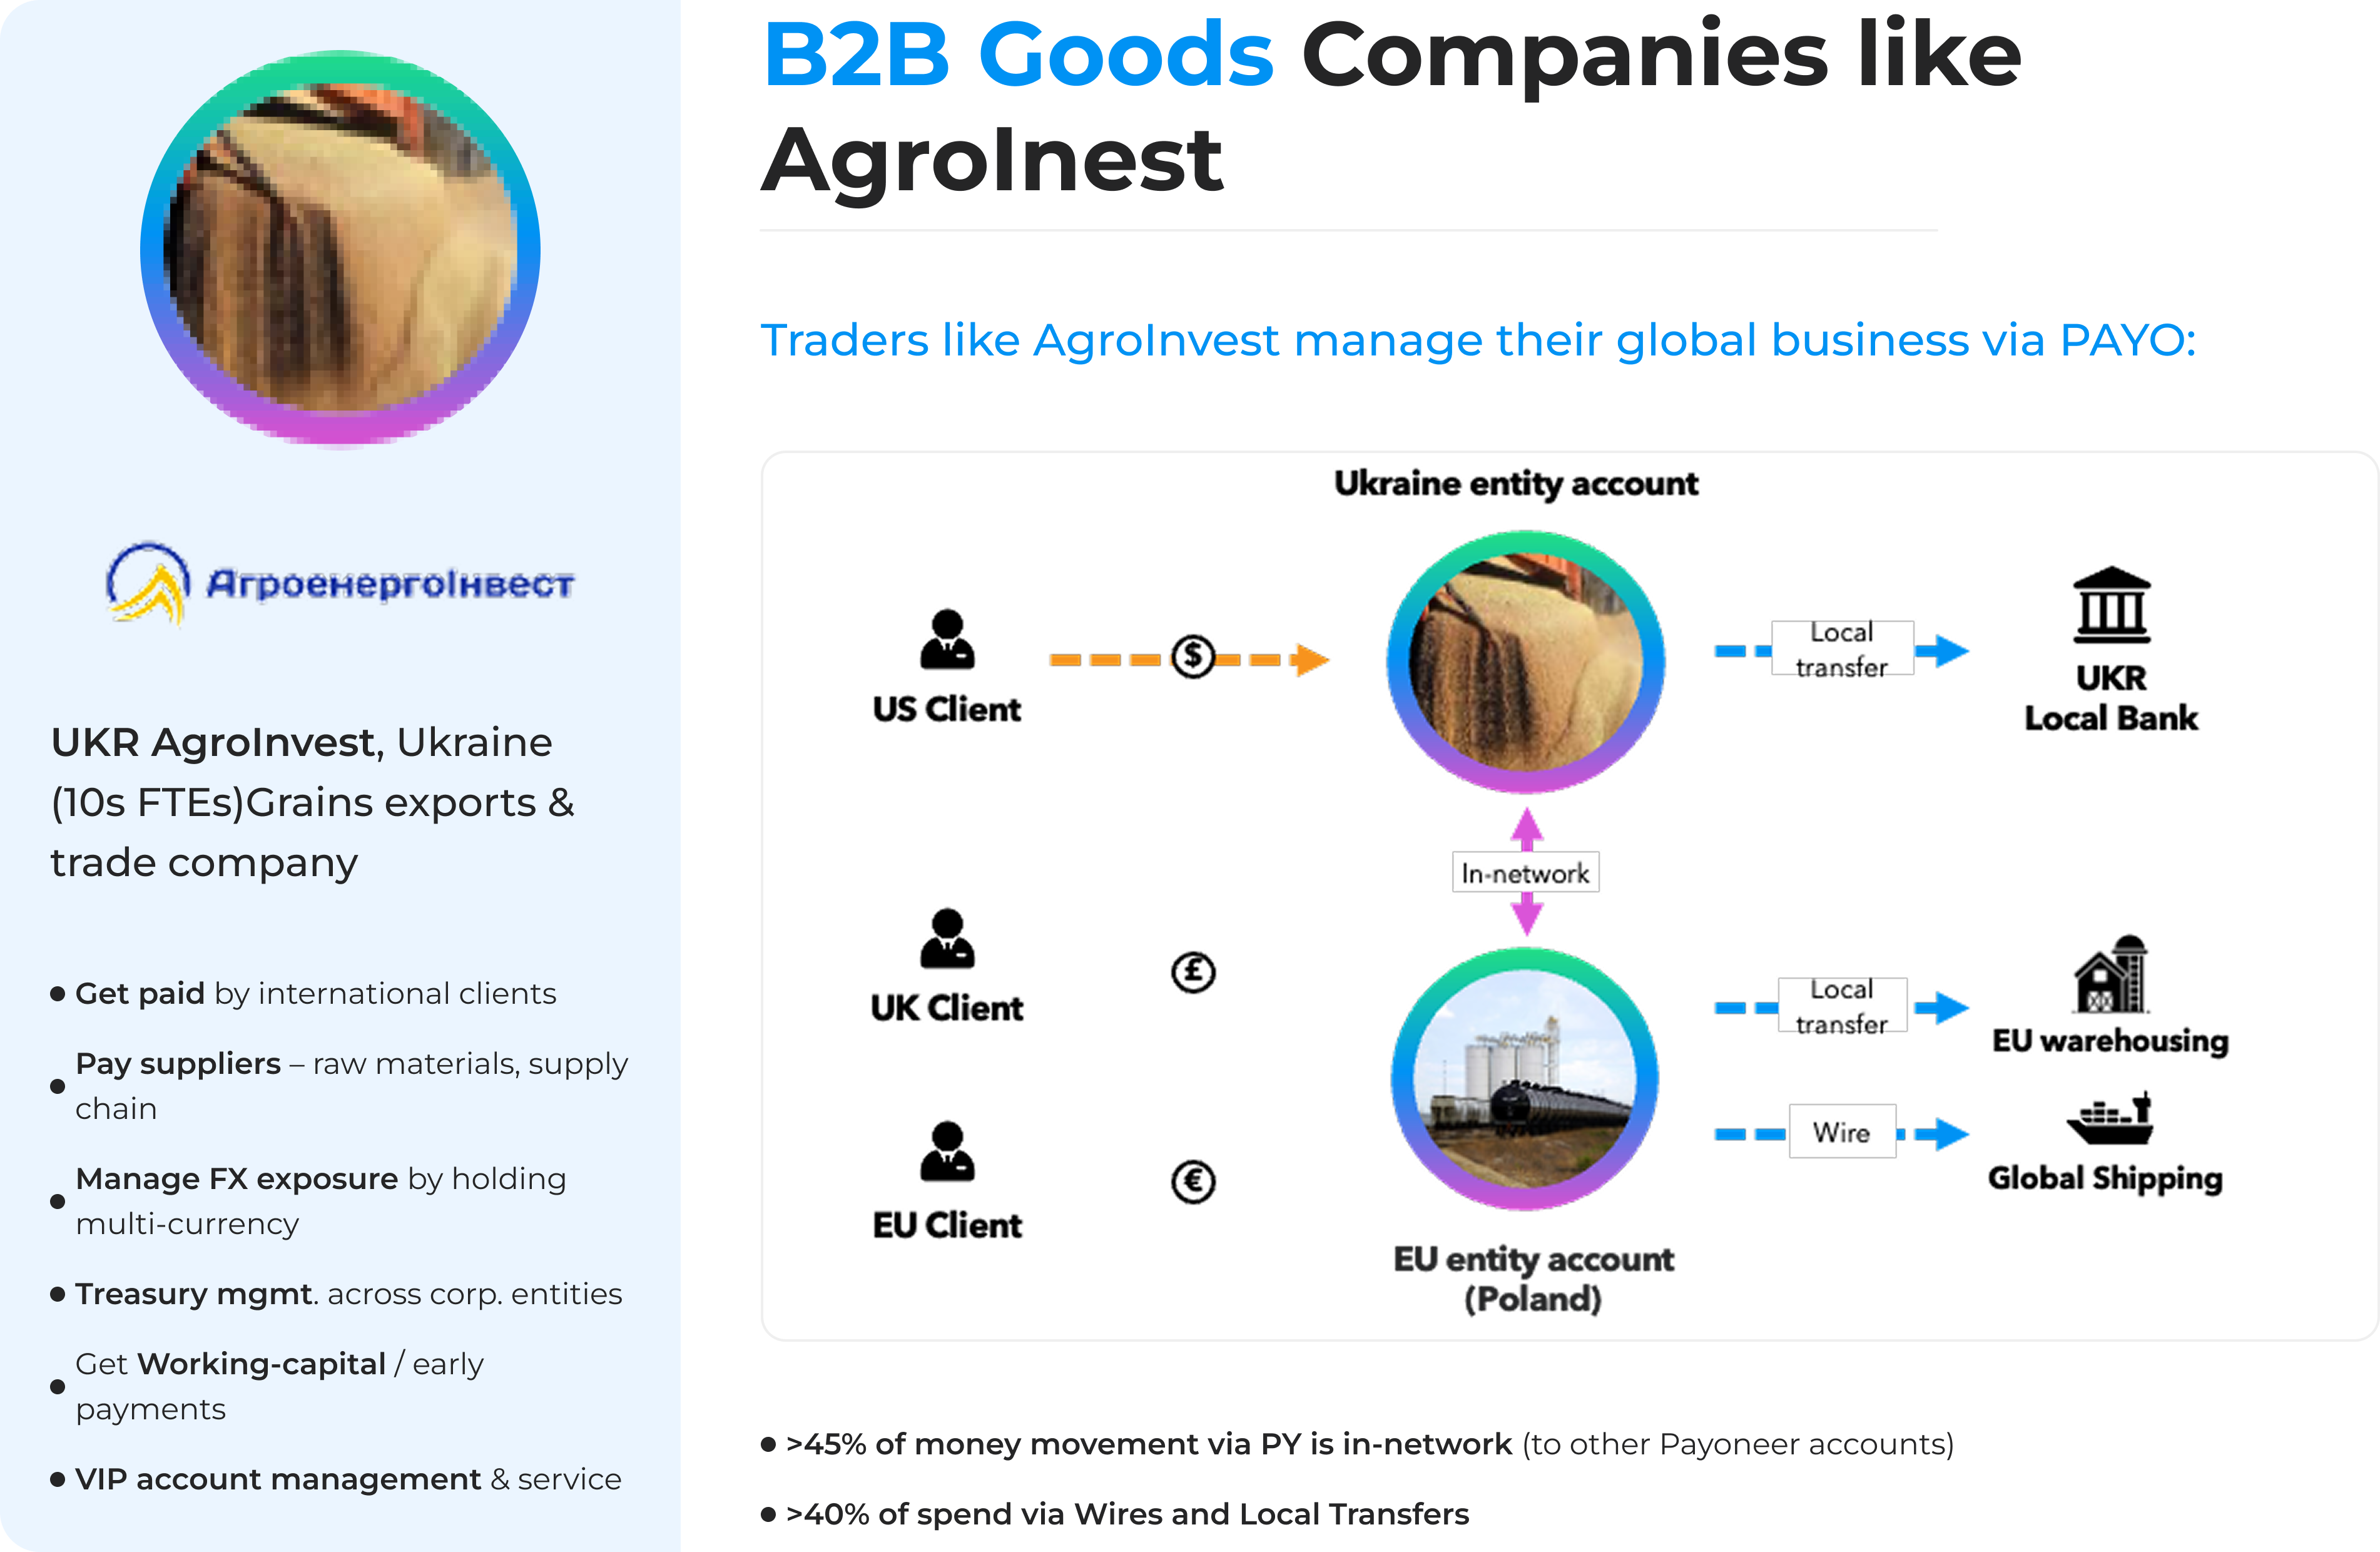 B2B Goods Companies like
AgroInest
Traders like AgroInvest manage their global business via PAYO:
АгроенергоІнвест
UKR AgroInvest, Ukraine
(10s FTEs)Grains exports &
trade company
● Get paid by international clients
● Pay suppliers – raw materials, supply
chain
● Manage FX exposure by holding
multi-currency
● Treasury mgmt. across corp. entities
● Get Working-capital / early
payments
● VIP account management & service
Ukraine entity account
US Client
$
Local
transfer
UKR
Local Bank
In-network
UK Client
£
Local
transfer
EU warehousing
EU Client
€
Wire
Global Shipping
EU entity account
(Poland)
● >45% of money movement via PY is in-network (to other Payoneer accounts)
● >40% of spend via Wires and Local Transfers